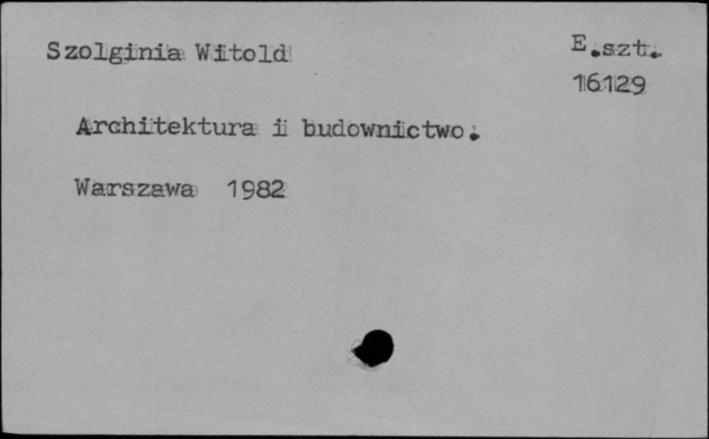 Szolginia Witold
E.szt.
16129
Architektura i budownictwo.
Warszawa 1982